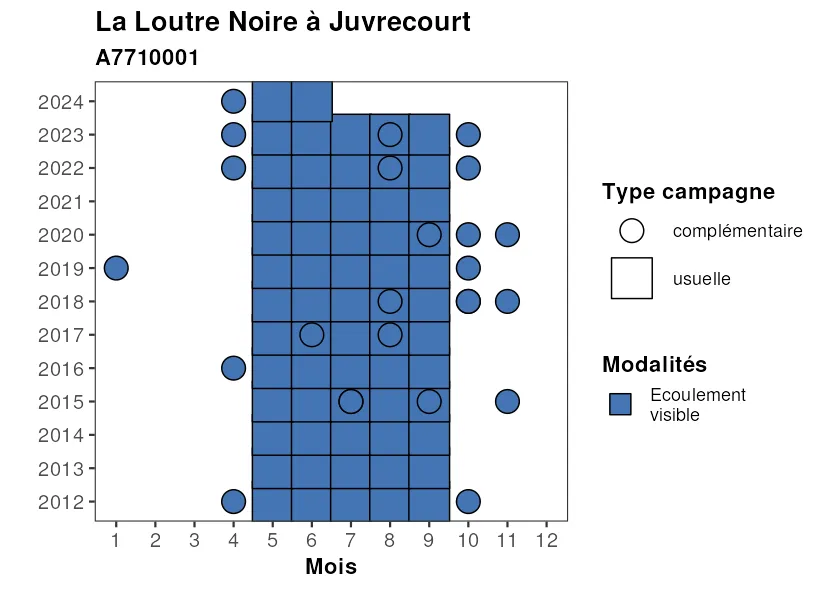 La Loutre Noire à Juvrecourt
A7710001
2024
2023
2022
2021
2020
2019
2018
2017
2016
2015
2014
2013
2012
1 2 3 4 5 6 7 8 9 10 11 12
Mois
Type campagne
complémentaire
usuelle
Modalités
Ecoulement
visible